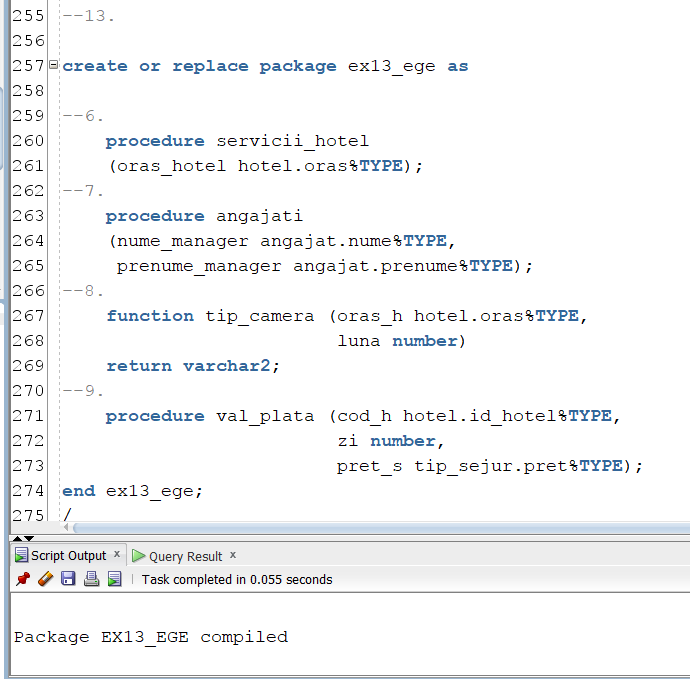 255 --13.
256
257 create or replace package ex13_ege as
258
259 --6.
260     procedure servicii_hotel
261     (oras_hotel hotel.oras%TYPE);
262 --7.
263     procedure angajati
264     (nume_manager angajat.nume%TYPE,
265      prenume_manager angajat.prenume%TYPE);
266 --8.
267     function tip_camera (oras_h hotel.oras%TYPE,
268                          luna number)
269     return varchar2;
270 --9.
271     procedure val_plata (cod_h hotel.id_hotel%TYPE,
272                          zi number,
273                          pret_s tip_sejur.pret%TYPE);
274 end ex13_ege;
275 /
Script Output x Query Result x
Task completed in 0.055 seconds
Package EX13_EGE compiled